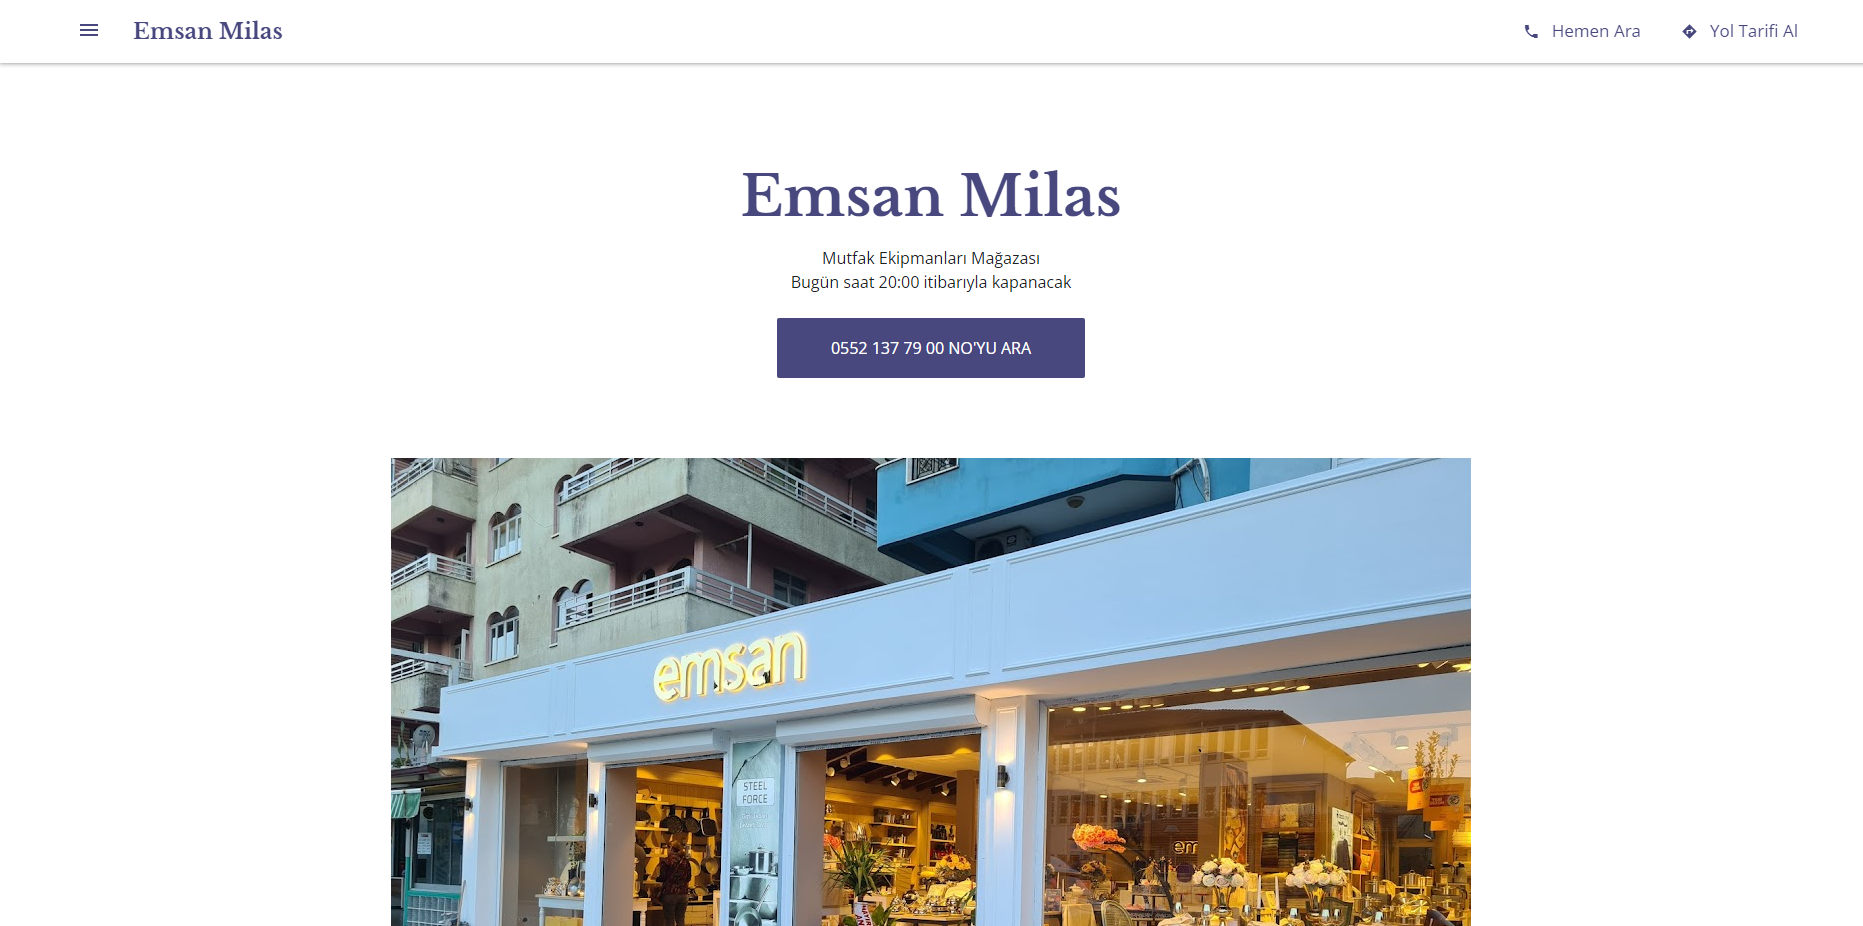 Emsan Milas
Hemen Ara
Yol Tarifi Al
Emsan Milas
Mutfak Ekipmanları Mağazası
Bugün saat 20:00 itibarıyla kapanacak
0552 137 79 00 NO'YU ARA
emsan
STEEL
FORCE
em